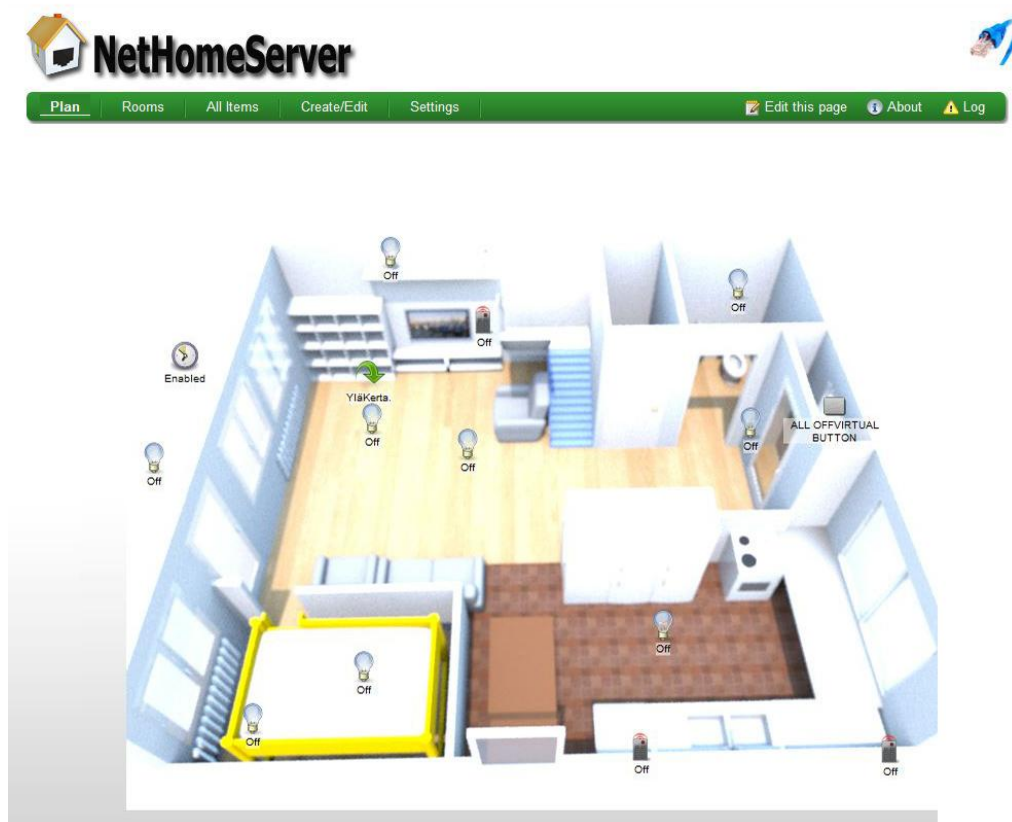 NetHomeServer
Plan Rooms All Items Create/Edit Settings Edit this page About Log
Off
Off
Off
Enabled
YläKerta.
Off
Off
Off
ALL OFFVIRTUAL
BUTTON
Off
Off
Off
Off
Off
Off